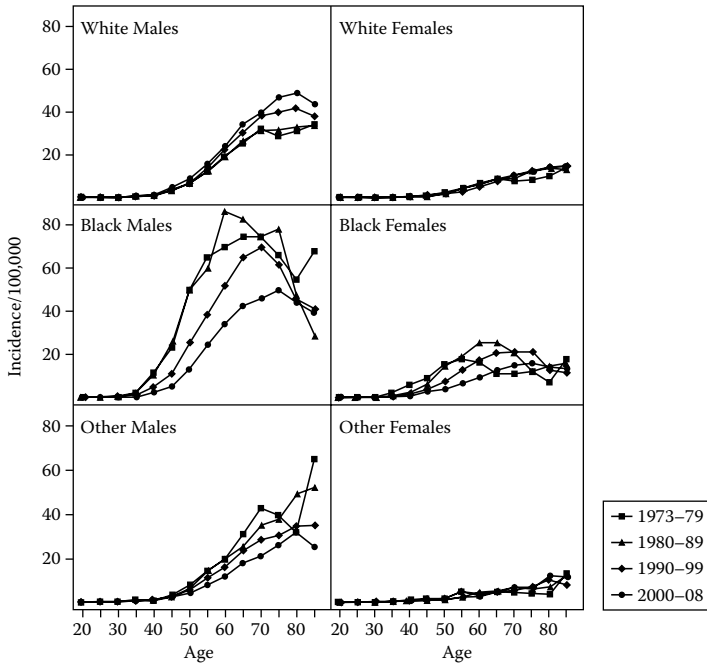 White Males
White Females
80
60
40
20
Black Males
Black Females
80
60
40
20
Incidence/100,000
Other Males
Other Females
80
60
40
20
1973–79
1980–89
1990–99
2000–08
20 30 40 50 60 70 80
20 30 40 50 60 70 80
Age
Age